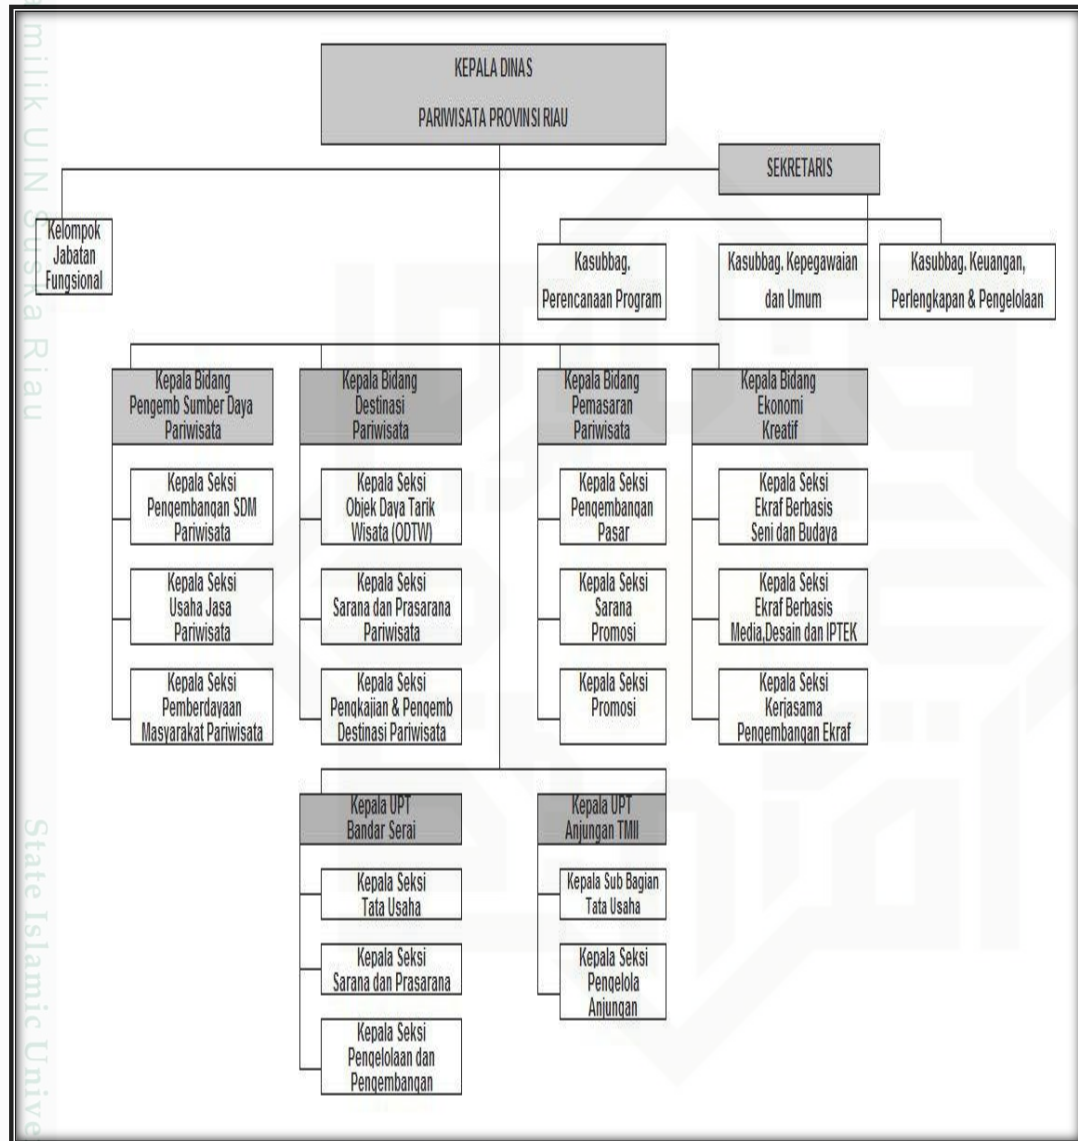 milik UIN Suska Riau
State Islamic Unive
KEPALA DINAS
PARIWISATA PROVINSI RIAU
SEKRETARIS
Kelompok
Jabatan
Fungsional
Kasubbag.
Perencanaan Program
Kasubbag. Kepegawaian
dan Umum
Kasubbag. Keuangan,
Perlengkapan & Pengelolaan
Kepala Bidang
Pengemb Sumber Daya
Pariwisata
Kepala Bidang
Destinasi
Pariwisata
Kepala Bidang
Pemasaran
Pariwisata
Kepala Bidang
Ekonomi
Kreatif
Kepala Seksi
Pengembangan SDM
Pariwisata
Kepala Seksi
Objek Daya Tarik
Wisata (ODTW)
Kepala Seksi
Pengembangan
Pasar
Kepala Seksi
Ekraf Berbasis
Seni dan Budaya
Kepala Seksi
Usaha Jasa
Pariwisata
Kepala Seksi
Sarana dan Prasarana
Pariwisata
Kepala Seksi
Sarana
Promosi
Kepala Seksi
Ekraf Berbasis
Media,Desain dan IPTEK
Kepala Seksi
Pemberdayaan
Masyarakat Pariwisata
Kepala Seksi
Pengkajian & Pengemb
Destinasi Pariwisata
Kepala Seksi
Promosi
Kepala Seksi
Kerjasama
Pengembangan Ekraf
Kepala UPT
Bandar Serai
Kepala UPT
Anjungan TMII
Kepala Seksi
Tata Usaha
Kepala Sub Bagian
Tata Usaha
Kepala Seksi
Sarana dan Prasarana
Kepala Seksi
Pengelola
Anjungan
Kepala Seksi
Pengelolaan dan
Pengembangan